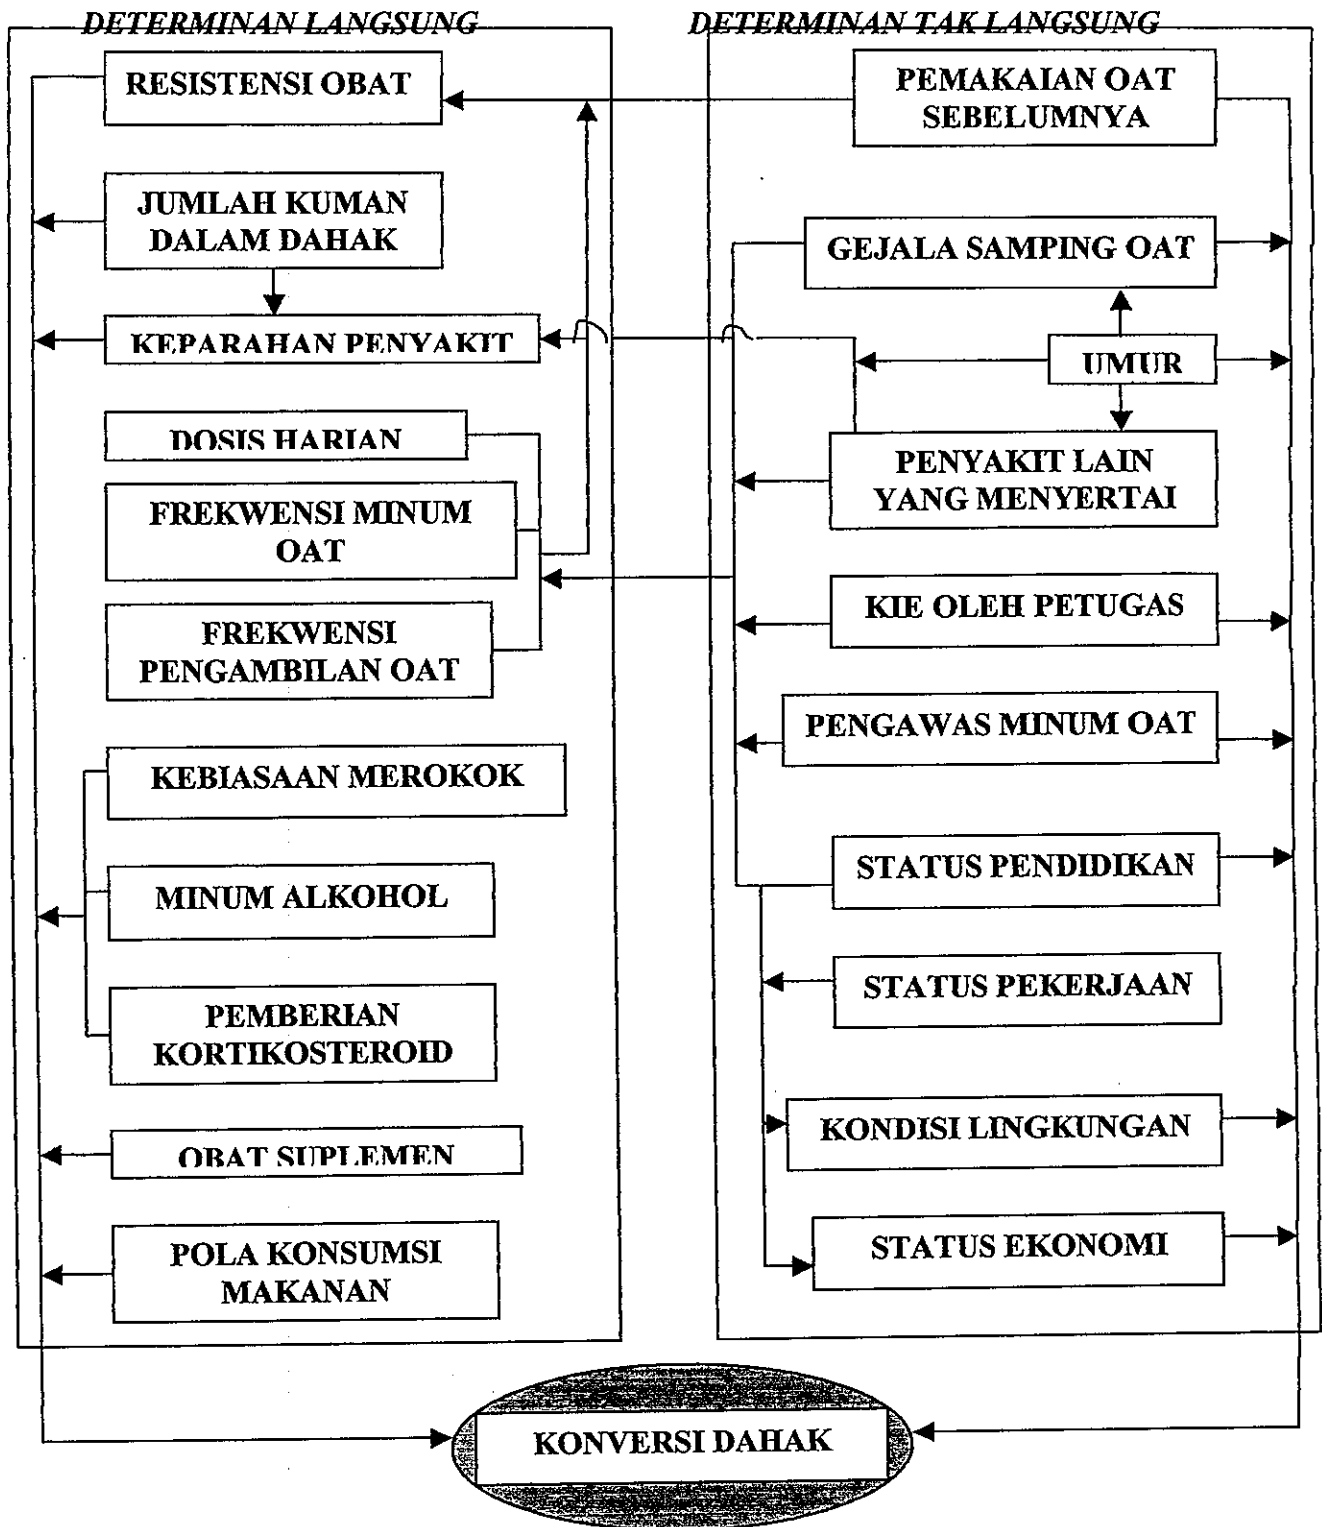 DETERMINAN LANGSUNG
RESISTENSI OBAT
JUMLAH KUMAN
DALAM DAHAK
KEPARAHAN PENYAKIT
DOSIS HARIAN
FREKWENSI MINUM
OAT
FREKWENSI
PENGAMBILAN OAT
KEBIASAAN MEROKOK
MINUM ALKOHOL
PEMBERIAN
KORTIKOSTEROID
OBAT SUPLEMEN
POLA KONSUMSI
MAKANAN
DETERMINAN TAK LANGSUNG
PEMAKAIAN OAT
SEBELUMNYA
GEJALA SAMPING OAT
UMUR
PENYAKIT LAIN
YANG MENYERTAI
KIE OLEH PETUGAS
PENGAWAS MINUM OAT
STATUS PENDIDIKAN
STATUS PEKERJAAN
KONDISI LINGKUNGAN
STATUS EKONOMI
KONVERSI DAHAK